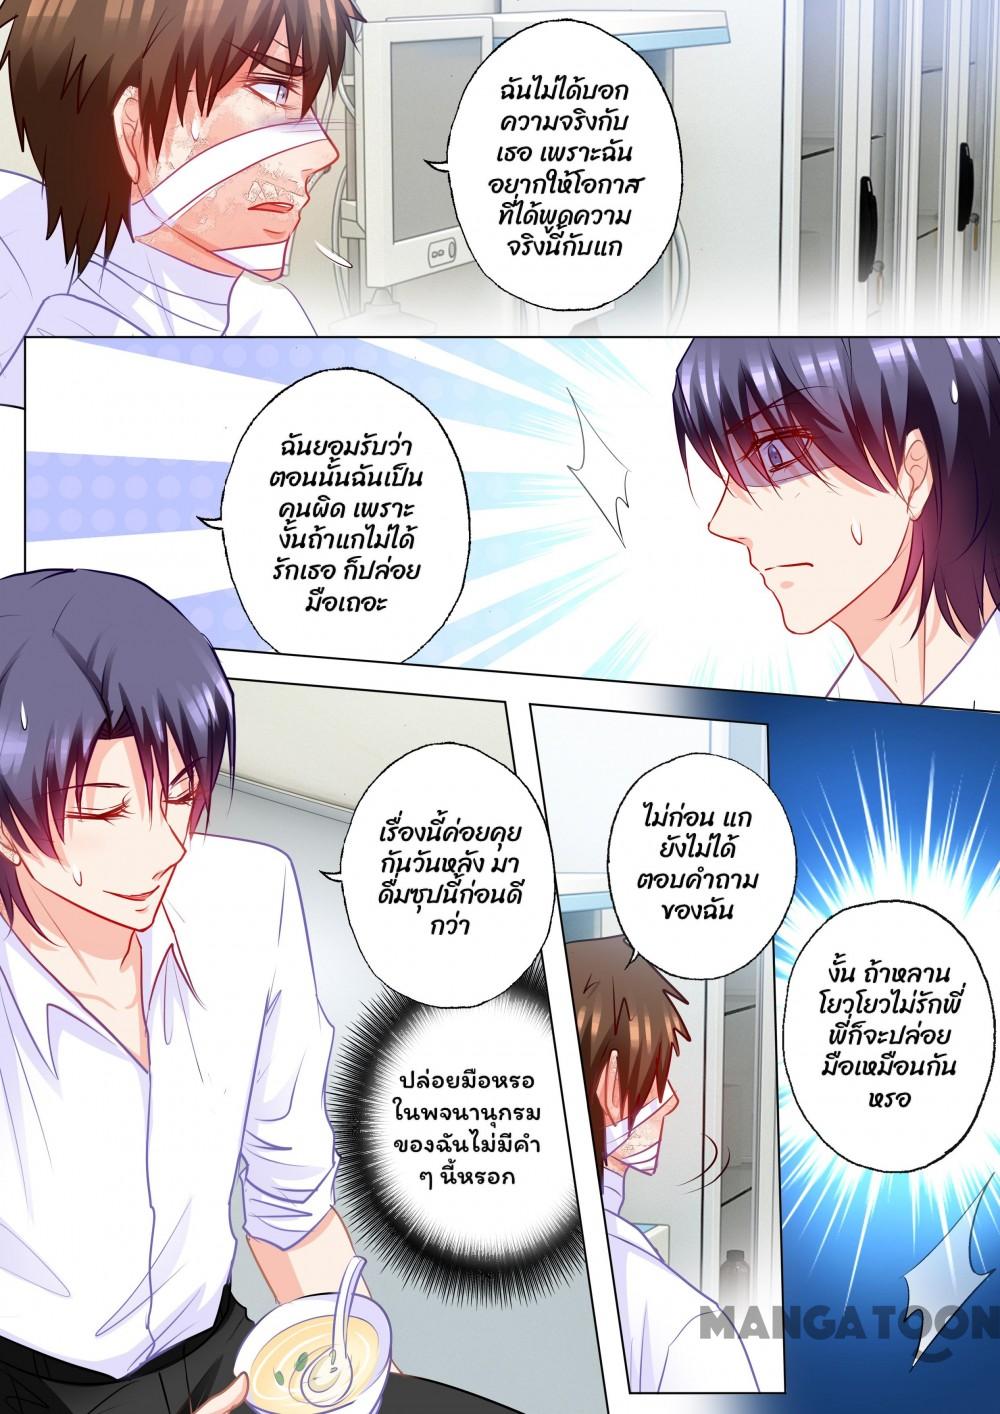 ฉันไม่ได้บอก
ความจริงกับ
เธอ เพราะฉัน
อยากให้โอกาส
ที่ได้พูดความ
จริงนี้กับแก
ฉันยอมรับว่า
ตอนนั้นฉันเป็น
คนผิด เพราะ
งั้นถ้าแกไม่ได้
รักเธอ ก็ปล่อย
มือเถอะ
เรื่องนี้ค่อยคุย
กันวันหลัง มา
ดื่มซุปนี้ก่อนดี
กว่า
ปล่อยมือหรอ
ในพจนานุกรม
ของฉันไม่มีคำ
ๆ นี้หรอก
ไม่ก่อน แก
ยังไม่ได้
ตอบคำถาม
ของฉัน
งั้น ถ้าหลาน
โยวโยวไม่รักพี่
พี่ก็จะปล่อย
มือเหมือนกัน
หรอ
MANGATOON